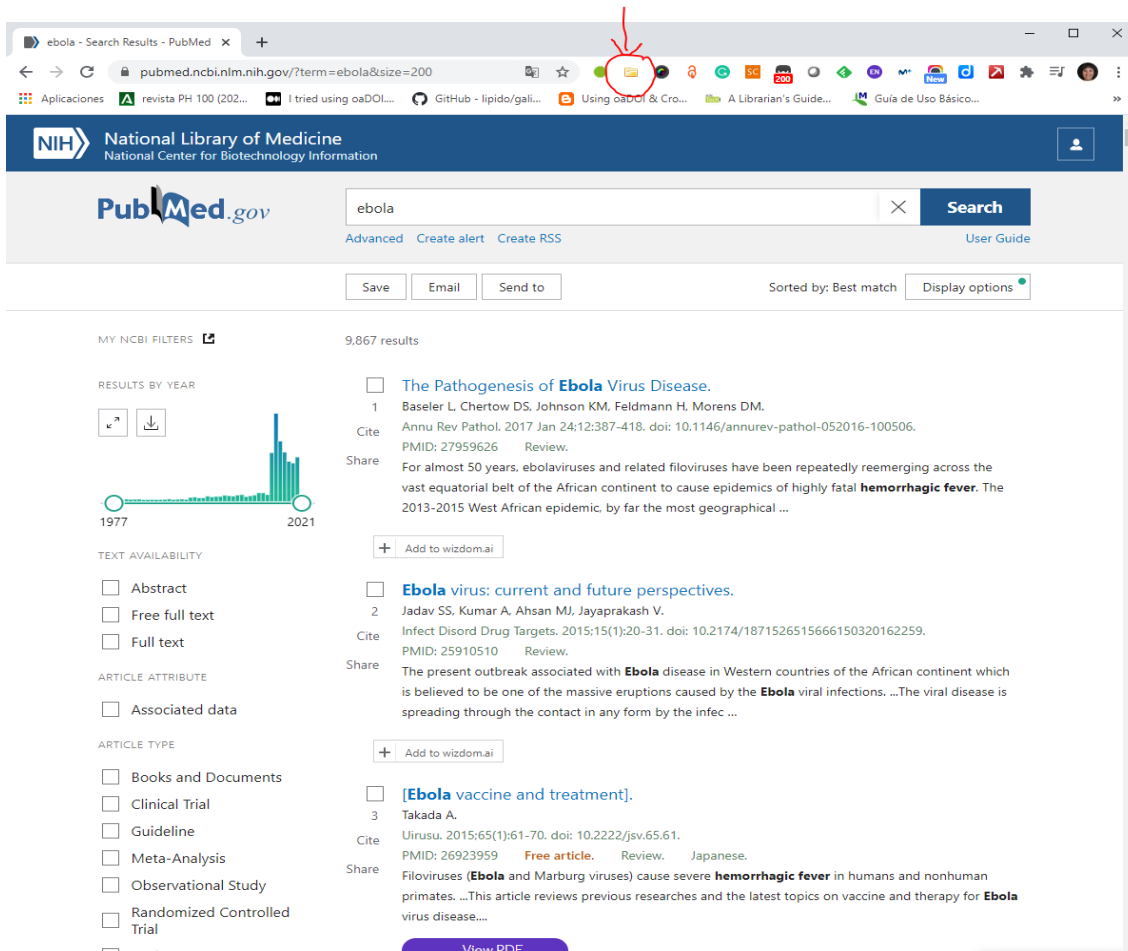 ebola - Search Results - PubMed
pubmed.ncbi.nlm.nih.gov/?term=ebola&size=200
SC
200
EN
M+
New
d
Aplicaciones
revista PH 100 (202...
I tried using oaDOI....
GitHub - lipido/gali...
Using oaDOI & Cro...
A Librarian's Guide...
Guía de Uso Básico...
»
NIH
National Library of Medicine
National Center for Biotechnology Information
PubMed.gov
ebola
Search
Advanced Create alert Create RSS
User Guide
Save
Email
Send to
Sorted by: Best match
Display options
MY NCBI FILTERS
9,867 results
RESULTS BY YEAR
1977
2021
TEXT AVAILABILITY
Abstract
Free full text
Full text
ARTICLE ATTRIBUTE
Associated data
ARTICLE TYPE
Books and Documents
Clinical Trial
Guideline
Meta-Analysis
Observational Study
Randomized Controlled
Trial
The Pathogenesis of Ebola Virus Disease.
1
Cite
Share
Baseler L, Chertow DS, Johnson KM, Feldmann H, Morens DM.
Annu Rev Pathol. 2017 Jan 24;12:387-418. doi: 10.1146/annurev-pathol-052016-100506.
PMID: 27959626 Review.
For almost 50 years, ebolaviruses and related filoviruses have been repeatedly reemerging across the
vast equatorial belt of the African continent to cause epidemics of highly fatal hemorrhagic fever. The
2013-2015 West African epidemic, by far the most geographical ...
+ Add to wizdom.ai
Ebola virus: current and future perspectives.
2
Cite
Share
Jadav SS, Kumar A, Ahsan MJ, Jayaprakash V.
Infect Disord Drug Targets. 2015;15(1):20-31. doi: 10.2174/1871526515666150320162259.
PMID: 25910510 Review.
The present outbreak associated with Ebola disease in Western countries of the African continent which
is believed to be one of the massive eruptions caused by the Ebola viral infections. ...The viral disease is
spreading through the contact in any form by the infec ...
+ Add to wizdom.ai
[Ebola vaccine and treatment].
3
Cite
Share
Takada A.
Uirusu. 2015;65(1):61-70. doi: 10.2222/jsv.65.61.
PMID: 26923959 Free article. Review. Japanese.
Filoviruses (Ebola and Marburg viruses) cause severe hemorrhagic fever in humans and nonhuman
primates. ...This article reviews previous researches and the latest topics on vaccine and therapy for Ebola
virus disease....
View PDF